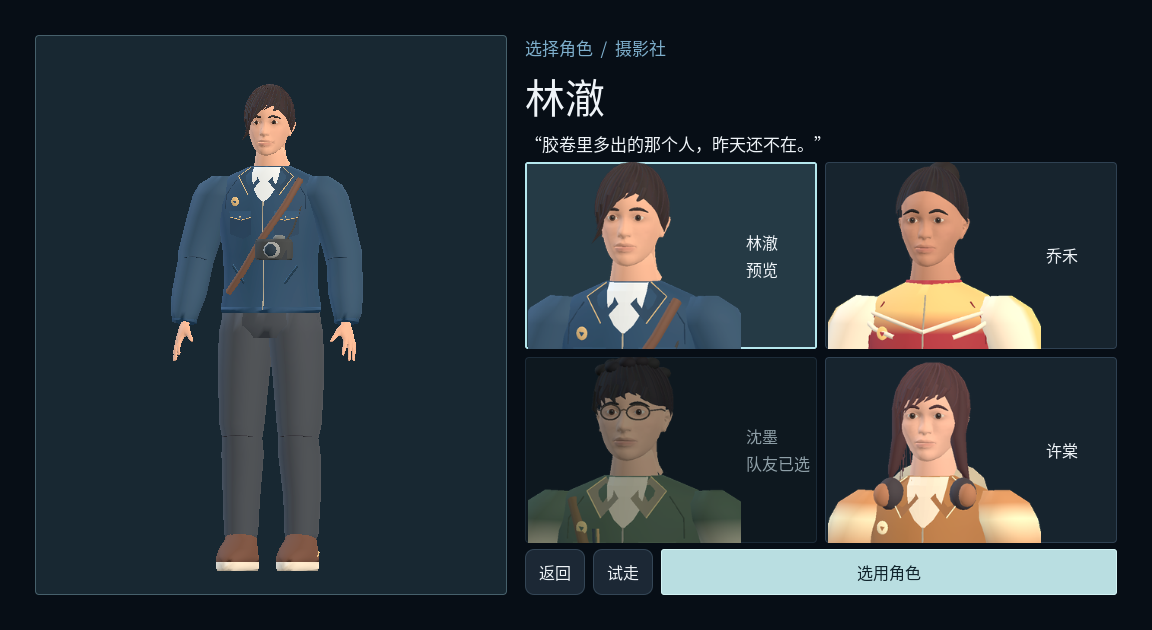 选择角色 / 摄影社
林澈
“胶卷里多出的那个人，昨天还不在。”
林澈
预览
乔禾
沈墨
队友已选
许棠
返回
试走
选用角色